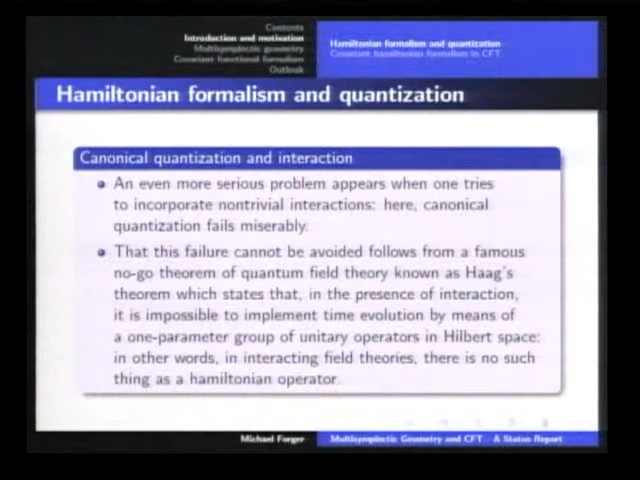 Contents
Introduction and motivation
Multisymplectic geometry
Covariant functional formalism
Outlook
Hamiltonian formalism and quantization
Covariant hamiltonian formalism in CFT
Hamiltonian formalism and quantization
Canonical quantization and interaction
An even more serious problem appears when one tries
to incorporate nontrivial interactions: here, canonical
quantization fails miserably.
That this failure cannot be avoided follows from a famous
no-go theorem of quantum field theory known as Haag's
theorem which states that, in the presence of interaction,
it is impossible to implement time evolution by means of
a one-parameter group of unitary operators in Hilbert space:
in other words, in interacting field theories, there is no such
thing as a hamiltonian operator.
Michael Forger
Multisymplectic Geometry and CFT A Status Report